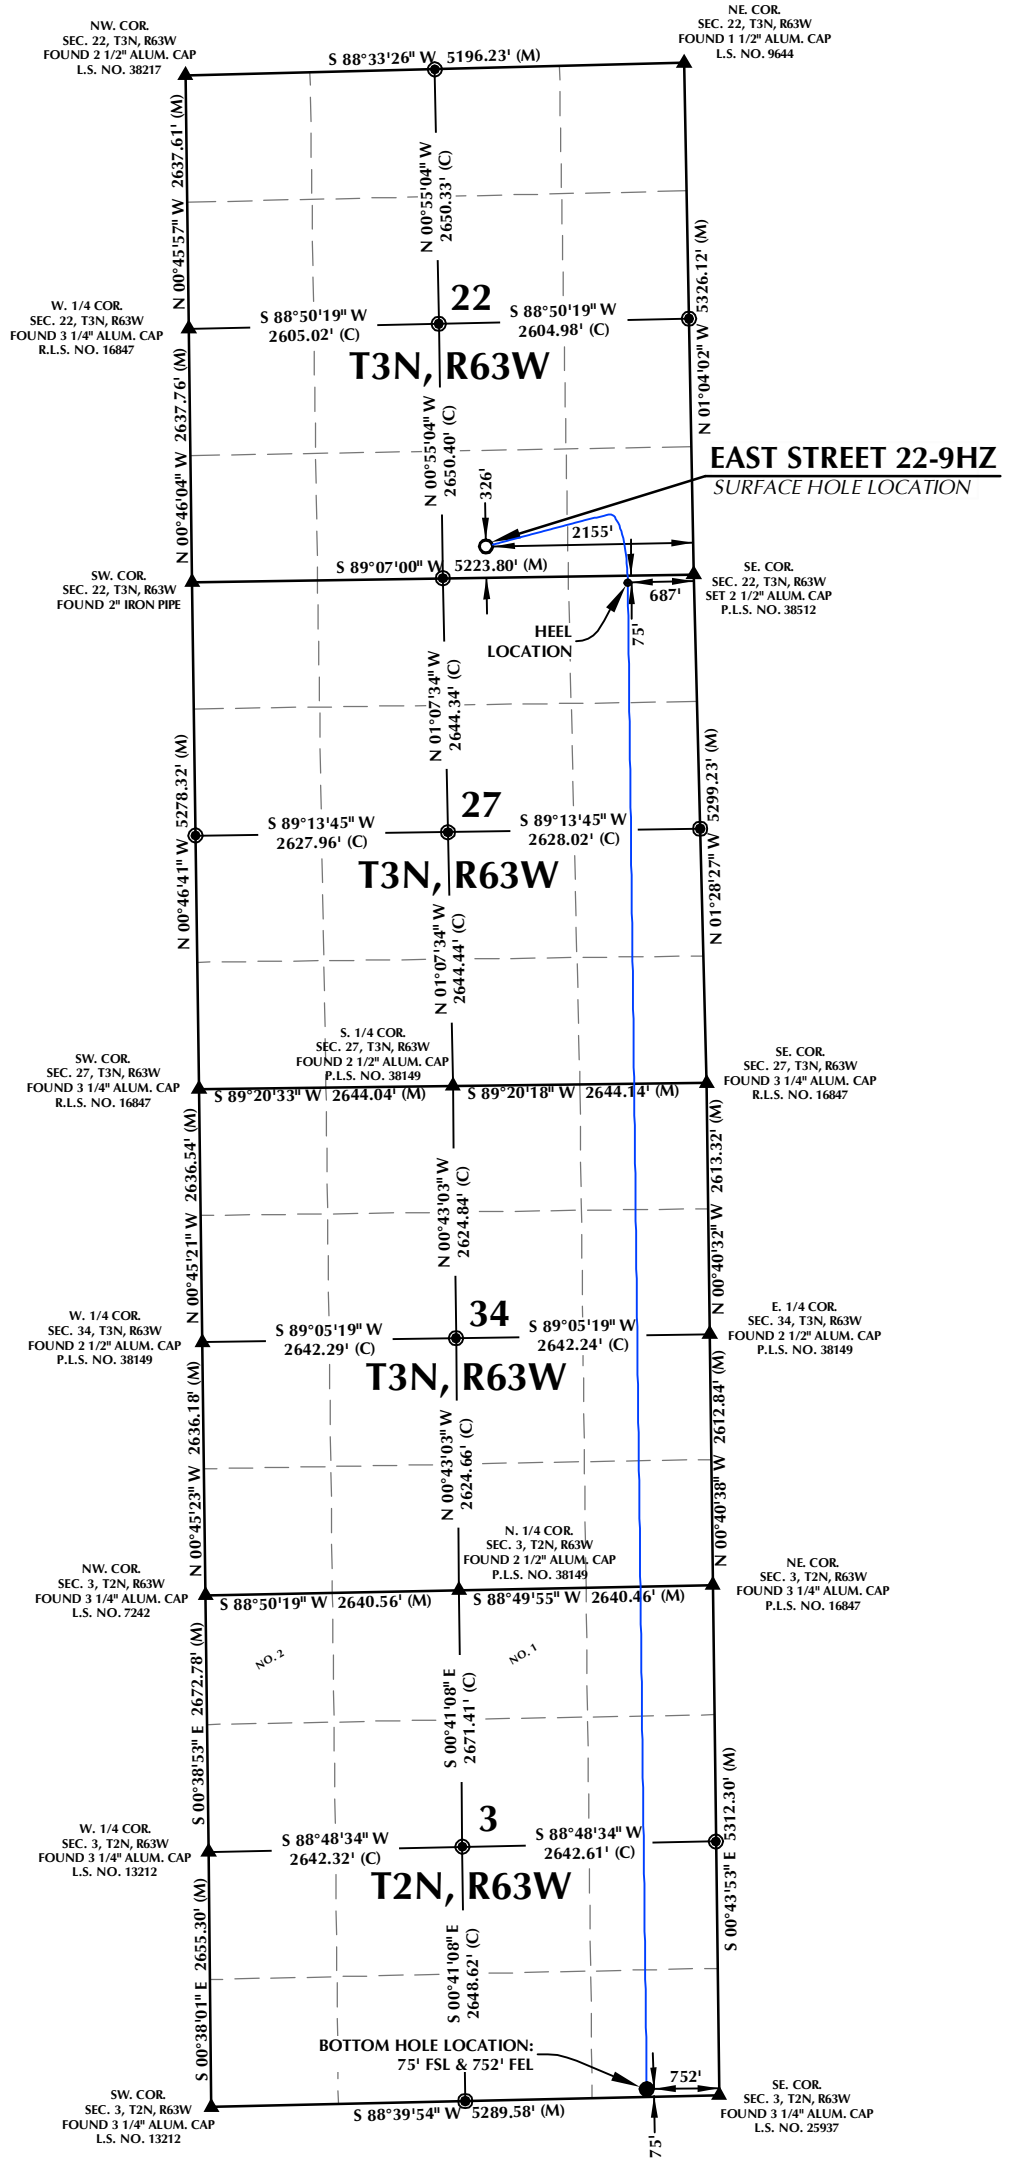 NW. COR.
SEC. 22, T3N, R63W
FOUND 2 1/2" ALUM. CAP
L.S. NO. 38217
NE. COR.
SEC. 22, T3N, R63W
FOUND 1 1/2" ALUM. CAP
L.S. NO. 9644
S 88°33'26" W 5196.23' (M)
N 00°45'57" W 2637.61' (M)
N 00°55'04" W
2650.33' (C)
N 01°04'02" W 5326.12' (M)
W. 1/4 COR.
SEC. 22, T3N, R63W
FOUND 3 1/4" ALUM. CAP
R.L.S. NO. 16847
S 88°50'19" W
2605.02' (C)
22
S 88°50'19" W
2604.98' (C)
T3N, R63W
N 00°46'04" W 2637.76' (M)
N 00°55'04" W
2650.40' (C)
326'
EAST STREET 22-9HZ
SURFACE HOLE LOCATION
2155'
S 89°07'00" W 5223.80' (M)
SW. COR.
SEC. 22, T3N, R63W
FOUND 2" IRON PIPE
SE. COR.
SEC. 22, T3N, R63W
SET 2 1/2" ALUM. CAP
P.L.S. NO. 38512
687'
75'
HEEL
LOCATION
N 01°07'34" W
2644.34' (C)
N 00°46'41" W 5278.32' (M)
N 01°28'27" W 5299.23' (M)
27
S 89°13'45" W
2627.96' (C)
S 89°13'45" W
2628.02' (C)
T3N, R63W
N 01°07'34" W
2644.44' (C)
S. 1/4 COR.
SEC. 27, T3N, R63W
FOUND 2 1/2" ALUM. CAP
P.L.S. NO. 38149
SW. COR.
SEC. 27, T3N, R63W
FOUND 3 1/4" ALUM. CAP
R.L.S. NO. 16847
SE. COR.
SEC. 27, T3N, R63W
FOUND 3 1/4" ALUM. CAP
R.L.S. NO. 16847
S 89°20'33" W 2644.04' (M)
S 89°20'18" W 2644.14' (M)
N 00°45'21" W 2636.54' (M)
N 00°43'03" W
2624.84' (C)
N 00°40'32" W 2613.32' (M)
W. 1/4 COR.
SEC. 34, T3N, R63W
FOUND 2 1/2" ALUM. CAP
P.L.S. NO. 38149
34
S 89°05'19" W
2642.29' (C)
S 89°05'19" W
2642.24' (C)
E. 1/4 COR.
SEC. 34, T3N, R63W
FOUND 2 1/2" ALUM. CAP
P.L.S. NO. 38149
T3N, R63W
N 00°45'23" W 2636.18' (M)
N 00°43'03" W
2624.66' (C)
N 00°40'38" W 2612.84' (M)
N. 1/4 COR.
SEC. 3, T2N, R63W
FOUND 2 1/2" ALUM. CAP
P.L.S. NO. 38149
NW. COR.
SEC. 3, T2N, R63W
FOUND 3 1/4" ALUM. CAP
L.S. NO. 7242
NE. COR.
SEC. 3, T2N, R63W
FOUND 3 1/4" ALUM. CAP
P.L.S. NO. 16847
S 88°50'19" W 2640.56' (M)
S 88°49'55" W 2640.46' (M)
NO. 2
NO. 1
S 00°38'53" E 2672.78' (M)
S 00°41'08" E
2671.41' (C)
S 00°43'53" E 5312.30' (M)
3
W. 1/4 COR.
SEC. 3, T2N, R63W
FOUND 3 1/4" ALUM. CAP
L.S. NO. 13212
S 88°48'34" W
2642.32' (C)
S 88°48'34" W
2642.61' (C)
T2N, R63W
S 00°38'01" E 2655.30' (M)
S 00°41'08" E
2648.62' (C)
BOTTOM HOLE LOCATION:
75' FSL & 752' FEL
752'
75'
SW. COR.
SEC. 3, T2N, R63W
FOUND 3 1/4" ALUM. CAP
L.S. NO. 13212
S 88°39'54" W 5289.58' (M)
SE. COR.
SEC. 3, T2N, R63W
FOUND 3 1/4" ALUM. CAP
L.S. NO. 25937